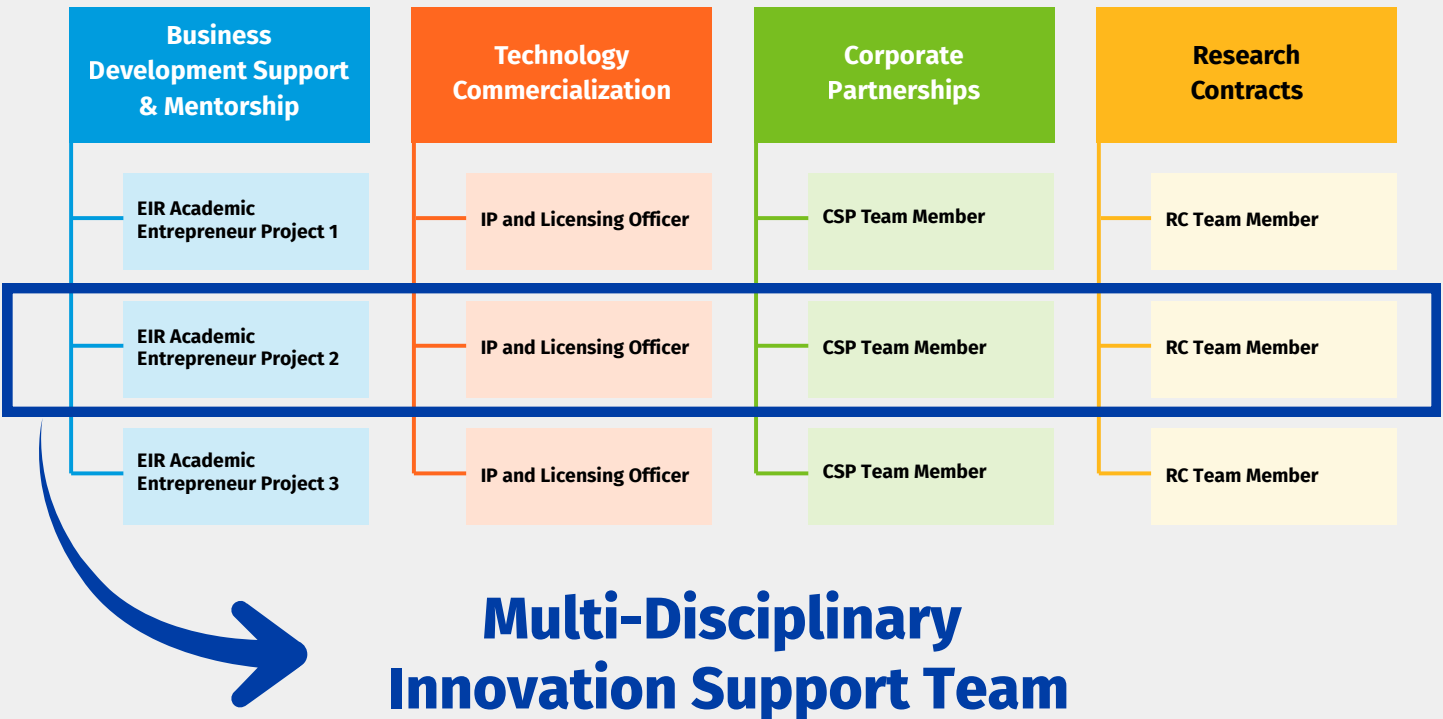 Business
Development Support
& Mentorship
Technology
Commercialization
Corporate
Partnerships
Research
Contracts
EIR Academic
Entrepreneur Project 1
IP and Licensing Officer
CSP Team Member
RC Team Member
EIR Academic
Entrepreneur Project 2
IP and Licensing Officer
CSP Team Member
RC Team Member
EIR Academic
Entrepreneur Project 3
IP and Licensing Officer
CSP Team Member
RC Team Member
Multi-Disciplinary
Innovation Support Team